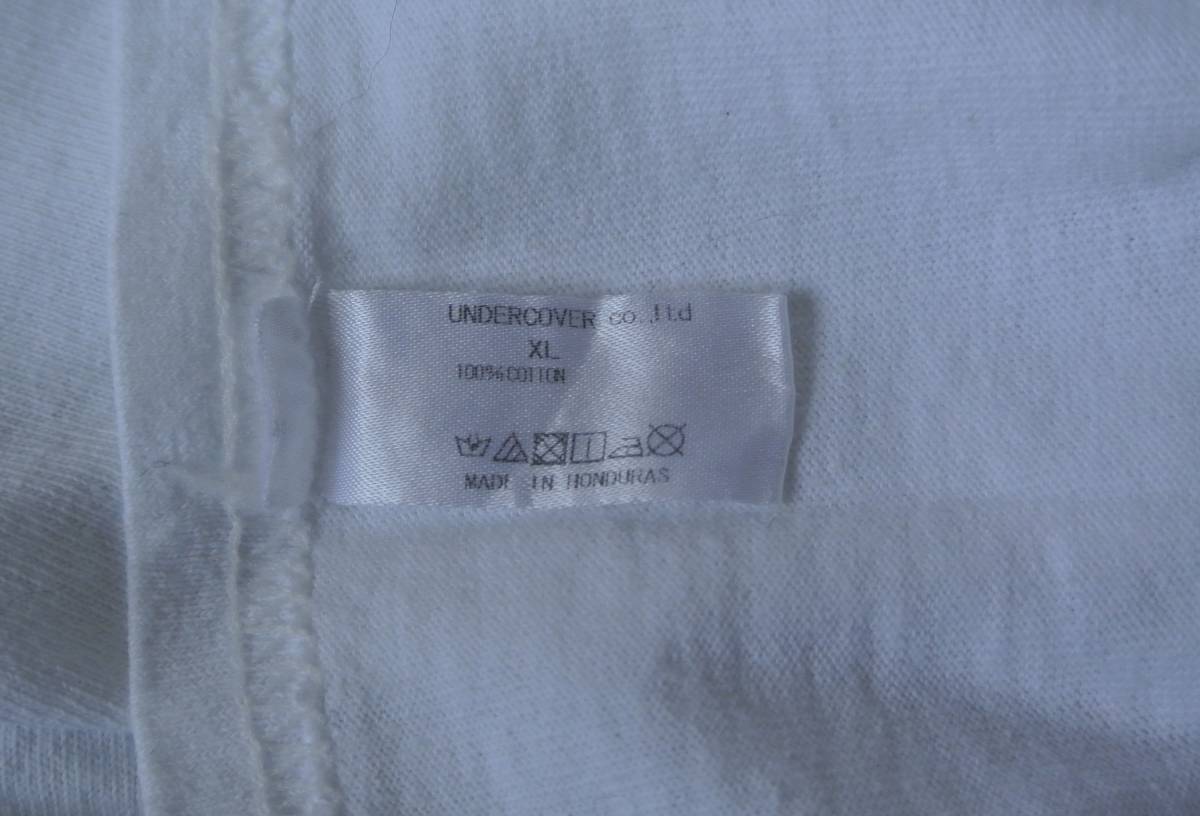 UNDERCOVER co.,ltd
XL
100%COTTON
MADE IN HONDURAS